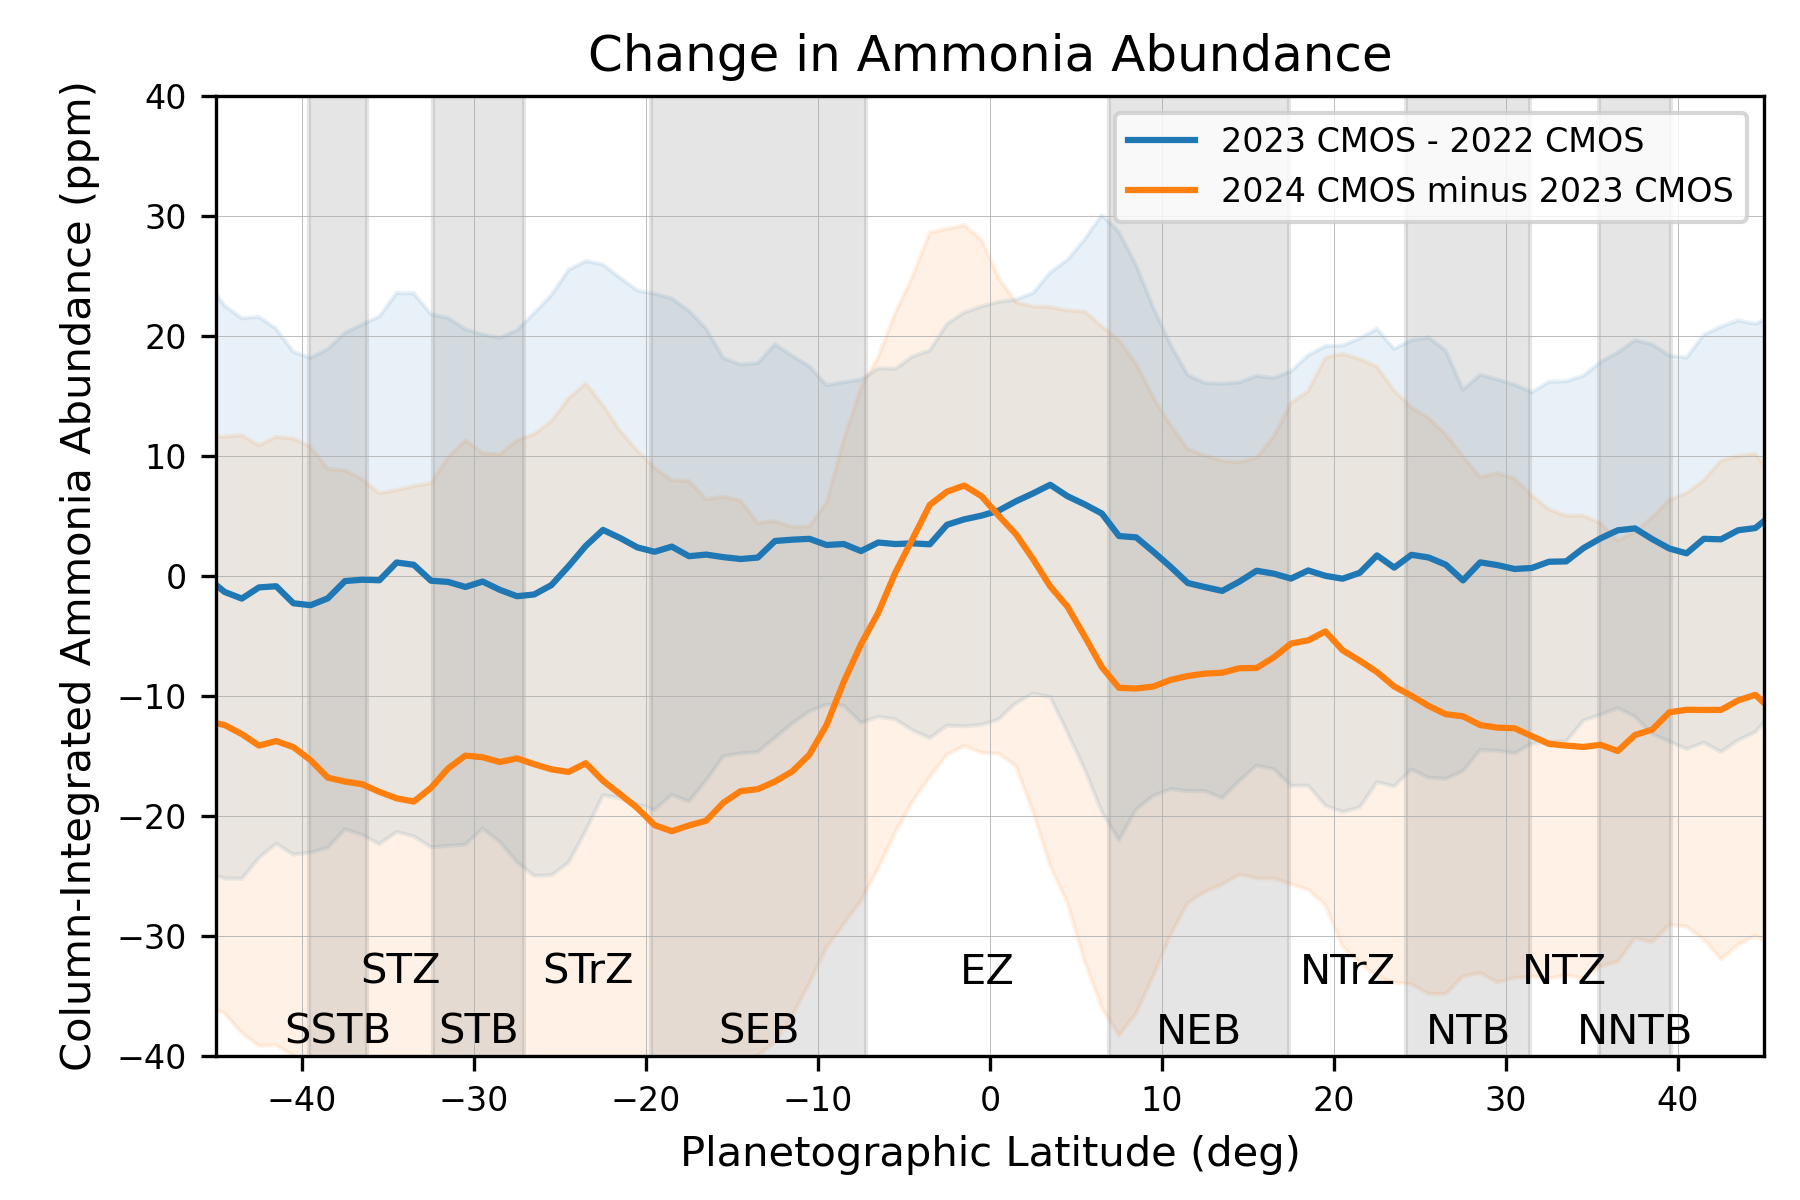 Change in Ammonia Abundance
Column-Integrated Ammonia Abundance (ppm)
40
30
20
10
0
−10
−20
−30
−40
2023 CMOS - 2022 CMOS
2024 CMOS minus 2023 CMOS
STZ STrZ EZ NTrZ NTZ
SSTB STB SEB NEB NTB NNTB
−40 −30 −20 −10 0 10 20 30 40
Planetographic Latitude (deg)